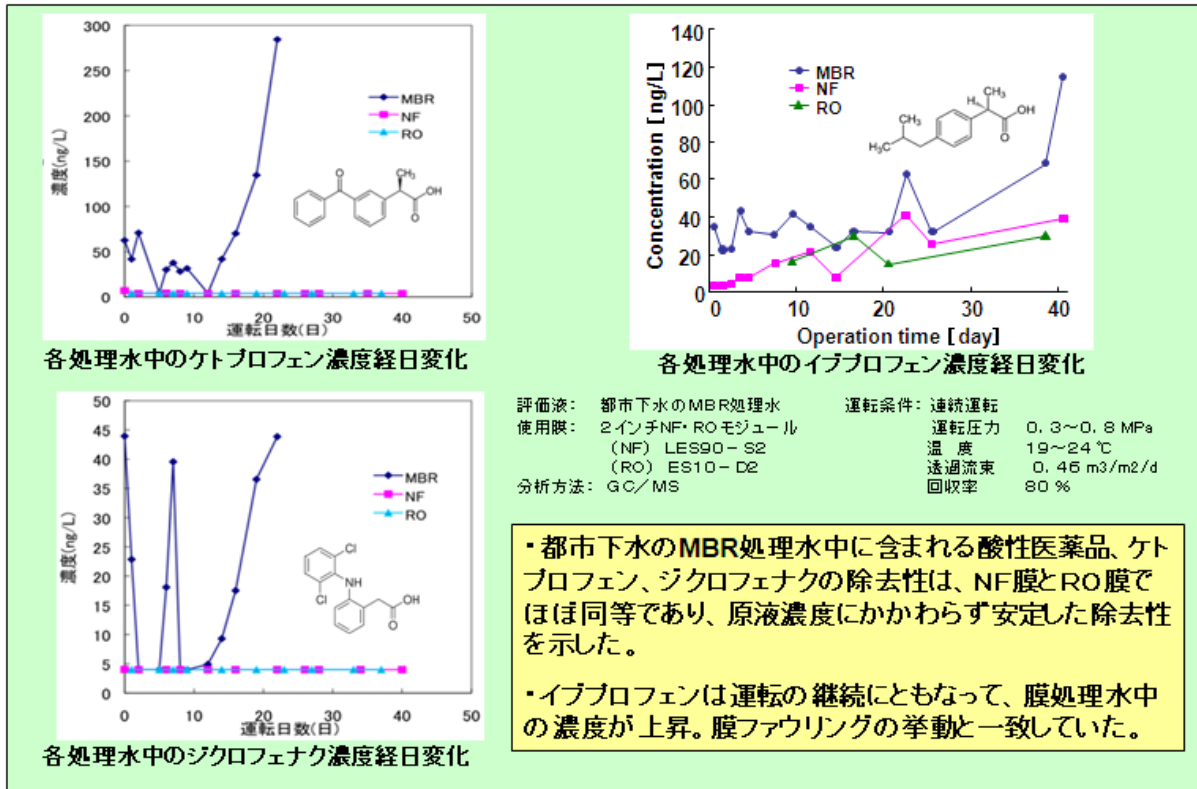 300
250
200
150
100
50
0
濃度(ng/L)
MBR
NF
RO
O
CH₃
OH
O
0 10 20 30 40 50
運転日数(日)
各処理水中のケトプロフェン濃度経日変化
140
120
100
80
60
40
20
0
Concentration [ng/L]
MBR
NF
RO
CH₃
H₃C
H
CH₃
OH
O
0 10 20 30 40
Operation time [day]
各処理水中のイブプロフェン濃度経日変化
50
45
40
35
30
25
20
15
10
5
0
濃度(ng/L)
MBR
NF
RO
Cl
NH
Cl
OH
O
0 20 40 60
運転日数(日)
各処理水中のジクロフェナク濃度経日変化
評価液: 都市下水のMBR処理水
使用膜: 2インチNF・ROモジュール
(NF) LES90-S2
(RO) ES10-D2
分析方法: GC/MS
運転条件: 連続運転
運転圧力 0.3~0.8 MPa
温 度 19~24℃
透過流束 0.46 m3/m2/d
回収率 80 %
・都市下水のMBR処理水中に含まれる酸性医薬品、ケト
プロフェン、ジクロフェナクの除去性は、NF膜とRO膜で
ほぼ同等であり、原液濃度にかかわらず安定した除去性
を示した。
・イブプロフェンは運転の継続にともなって、膜処理水中
の濃度が上昇。膜ファウリングの挙動と一致していた。